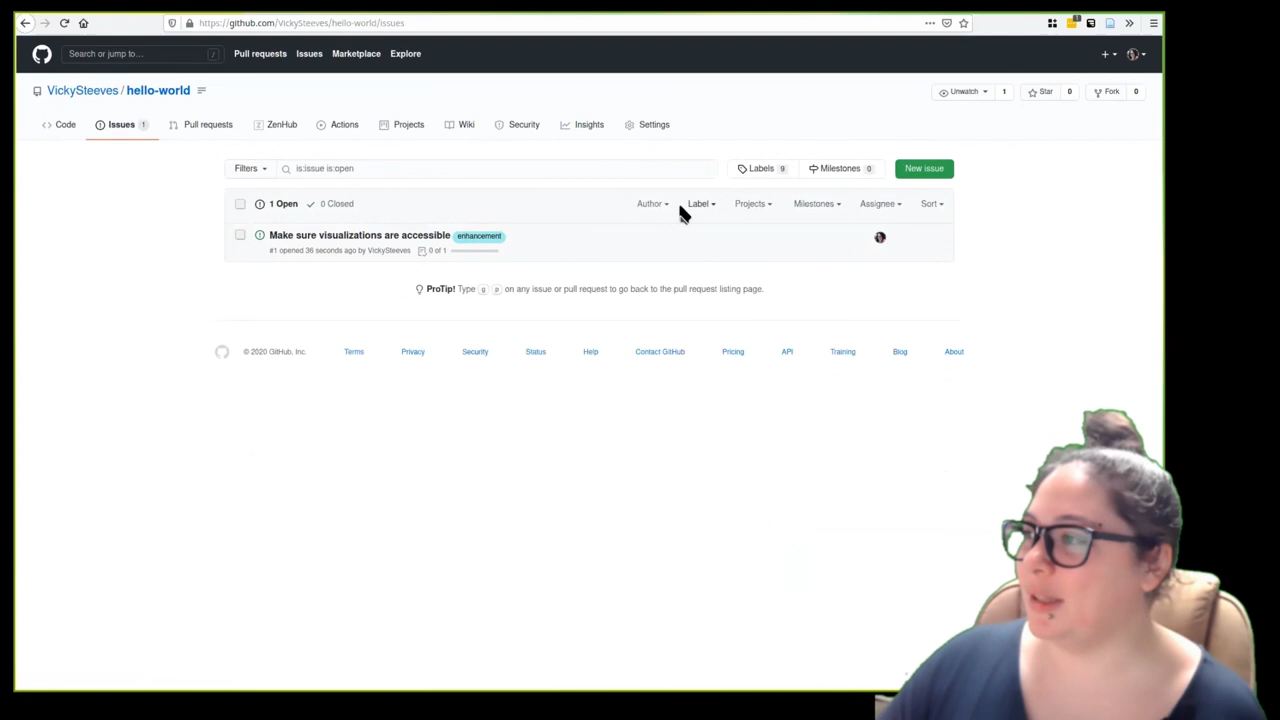 https://github.com/VickySteeves/hello-world/issues
1
Search or jump to… / Pull requests Issues Marketplace Explore
VickySteeves / hello-world Unwatch 1 Star 0 Fork 0
Code Issues 1 Pull requests ZenHub Actions Projects Wiki Security Insights Settings
Filters is:issue is:open Labels 9 Milestones 0 New issue
1 Open 0 Closed Author Label Projects Milestones Assignee Sort
Make sure visualizations are accessible enhancement
#1 opened 36 seconds ago by VickySteeves 0 of 1
ProTip! Type g p on any issue or pull request to go back to the pull request listing page.
© 2020 GitHub, Inc. Terms Privacy Security Status Help Contact GitHub Pricing API Training Blog About